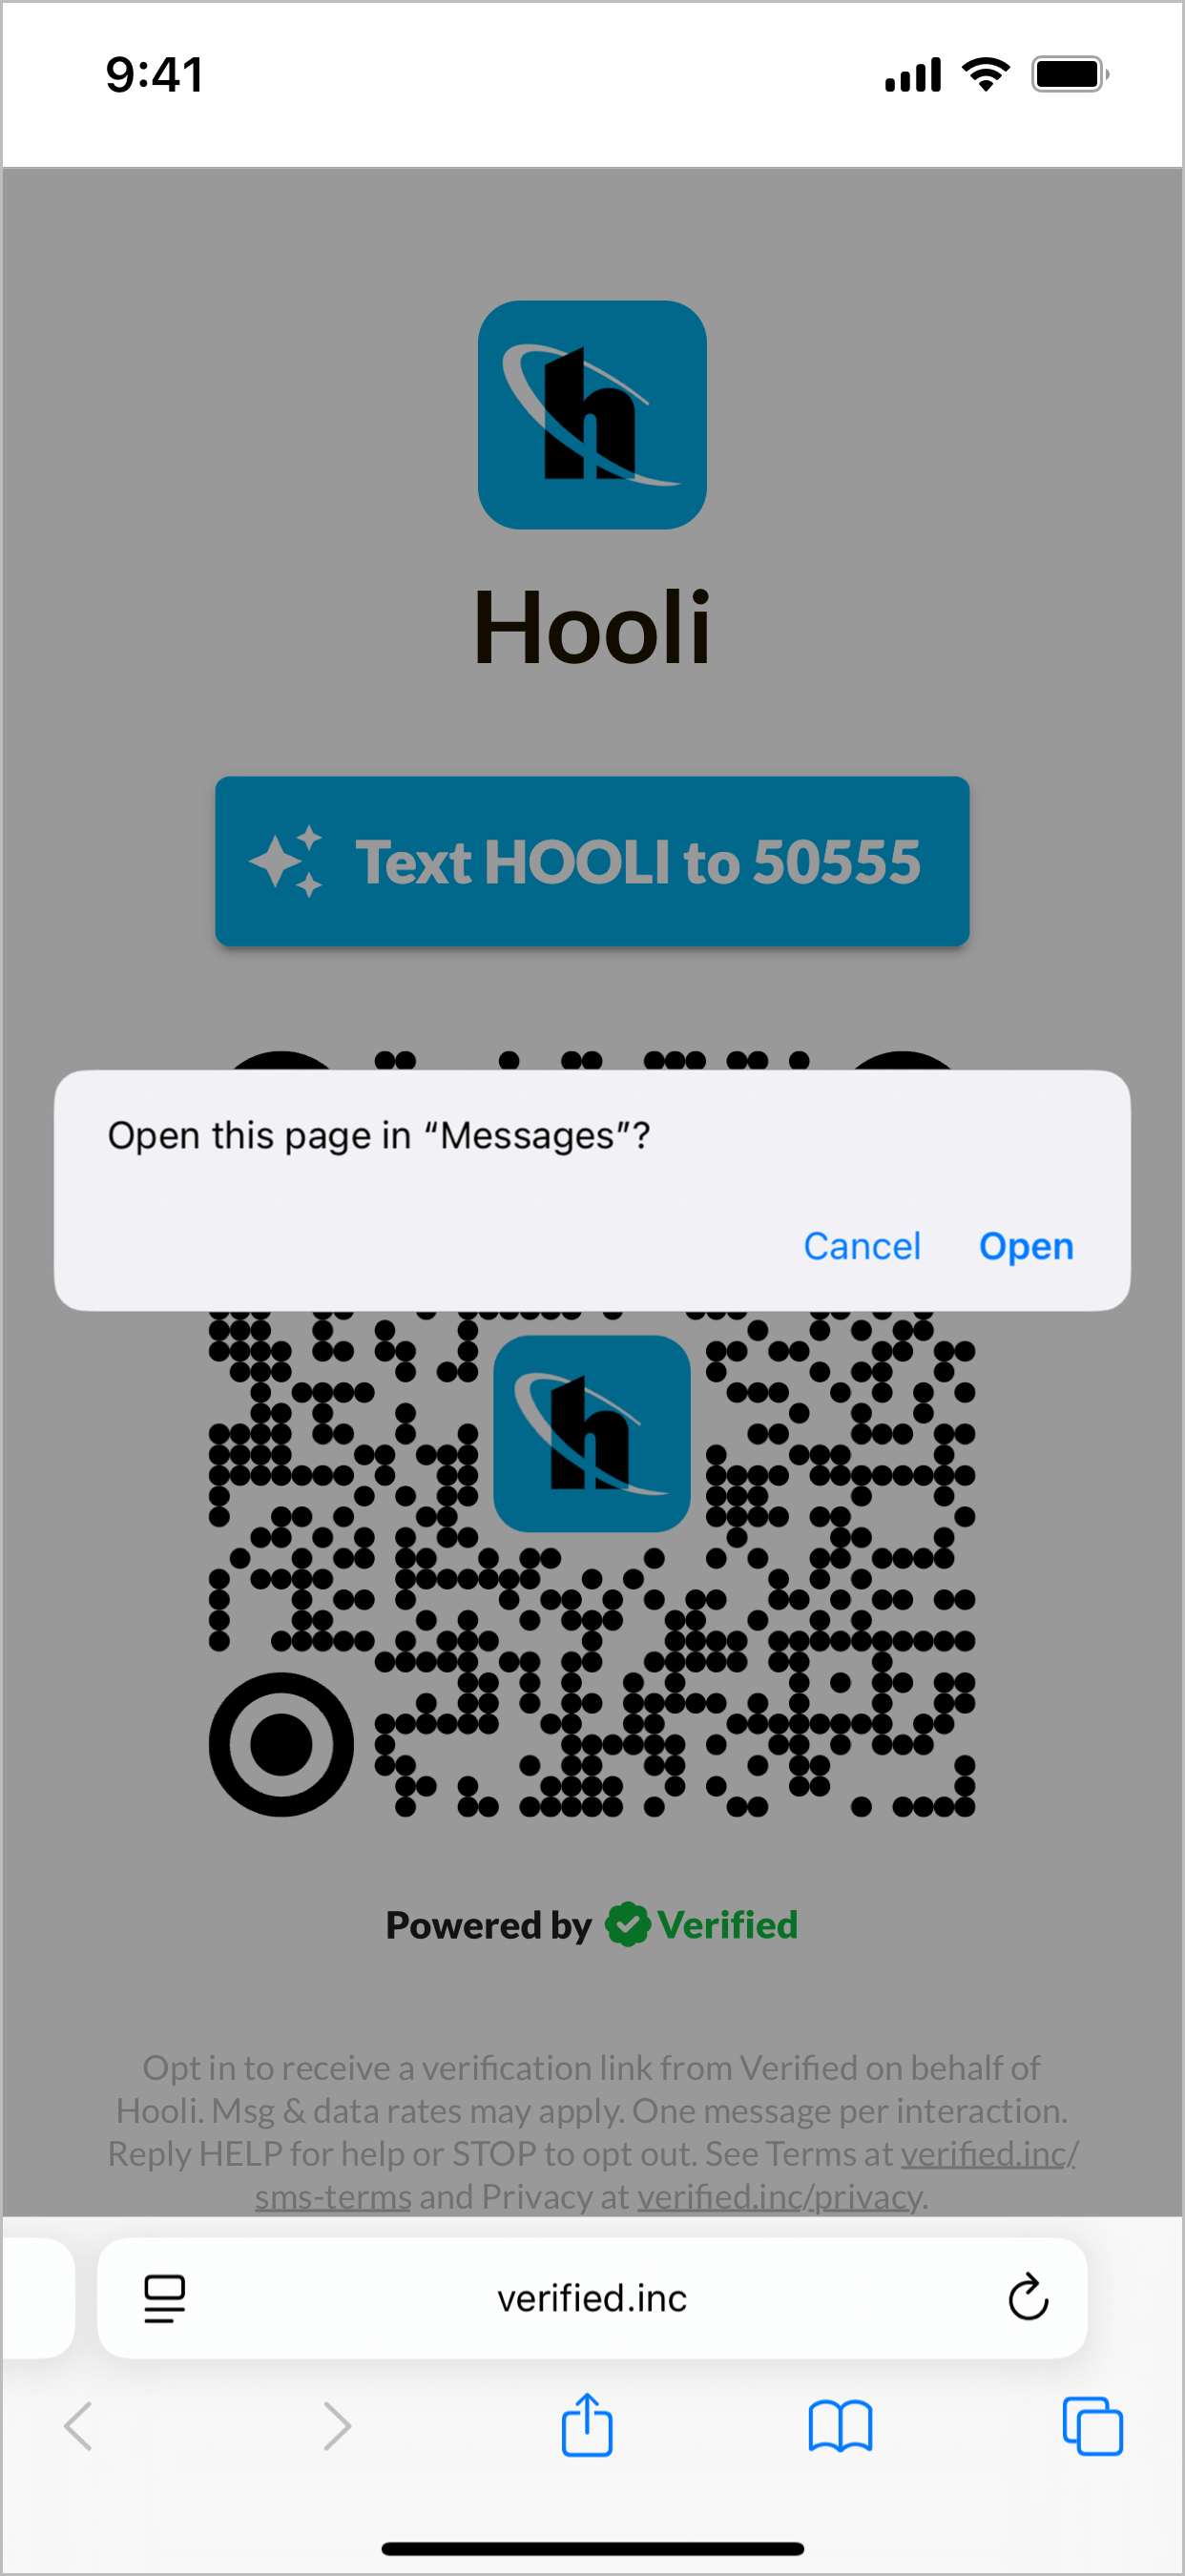 9:41
h
Hooli
Text HOOLI to 50555
Open this page in “Messages”?
Cancel Open
h
Powered by Verified
Opt in to receive a verification link from Verified on behalf of
Hooli. Msg & data rates may apply. One message per interaction.
Reply HELP for help or STOP to opt out. See Terms at verified.inc/
sms-terms and Privacy at verified.inc/privacy.
verified.inc